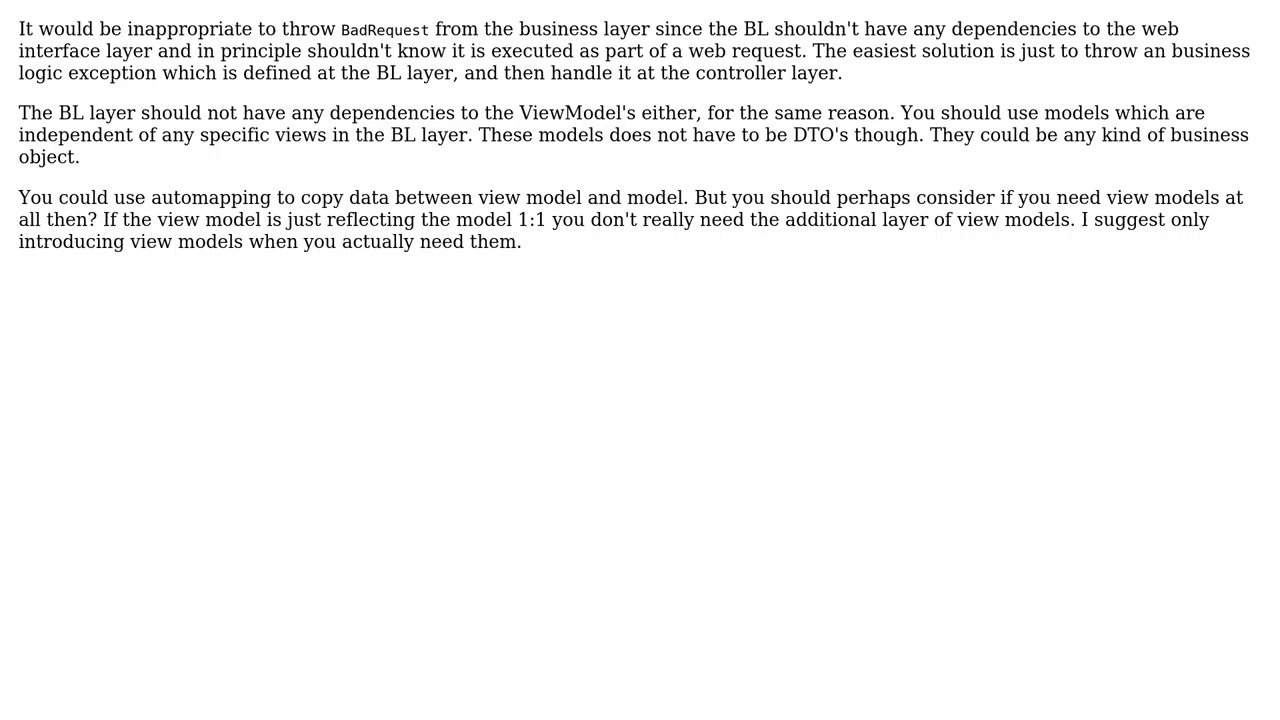 It would be inappropriate to throw BadRequest from the business layer since the BL shouldn't have any dependencies to the web
interface layer and in principle shouldn't know it is executed as part of a web request. The easiest solution is just to throw an business
logic exception which is defined at the BL layer, and then handle it at the controller layer.
The BL layer should not have any dependencies to the ViewModel's either, for the same reason. You should use models which are
independent of any specific views in the BL layer. These models does not have to be DTO's though. They could be any kind of business
object.
You could use automapping to copy data between view model and model. But you should perhaps consider if you need view models at
all then? If the view model is just reflecting the model 1:1 you don't really need the additional layer of view models. I suggest only
introducing view models when you actually need them.